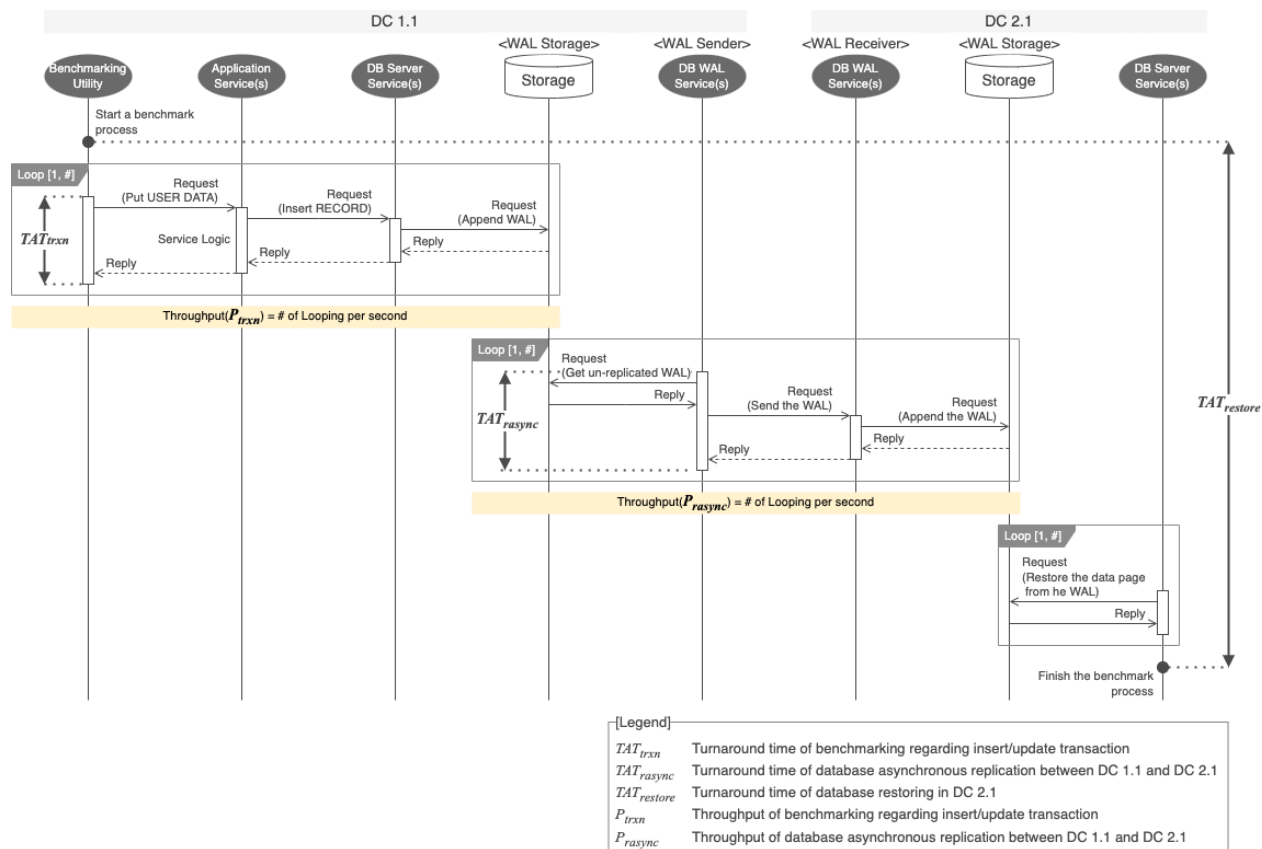 DC 1.1
DC 2.1
<WAL Storage>
<WAL Sender>
<WAL Receiver>
<WAL Storage>
Benchmarking
Utility
Application
Service(s)
DB Server
Service(s)
Storage
DB WAL
Service(s)
DB WAL
Service(s)
Storage
DB Server
Service(s)
Start a benchmark
process
Loop [1, #]
Request
(Put USER DATA)
Request
(Insert RECORD)
Request
(Append WAL)
TATtrxn
Service Logic
Reply
Reply
Reply
Throughput(Ptrxn) = # of Looping per second
Loop [1, #]
Request
(Get un-replicated WAL)
Reply
Request
(Send the WAL)
Request
(Append the WAL)
TATrasync
Reply
Reply
TATrestore
Throughput(Prasync) = # of Looping per second
Loop [1, #]
Request
(Restore the data page
from he WAL)
Reply
Finish the benchmark
process
[Legend]
TATtrxn Turnaround time of benchmarking regarding insert/update transaction
TATrasync Turnaround time of database asynchronous replication between DC 1.1 and DC 2.1
TATrestore Turnaround time of database restoring in DC 2.1
Ptrxn Throughput of benchmarking regarding insert/update transaction
Prasync Throughput of database asynchronous replication between DC 1.1 and DC 2.1